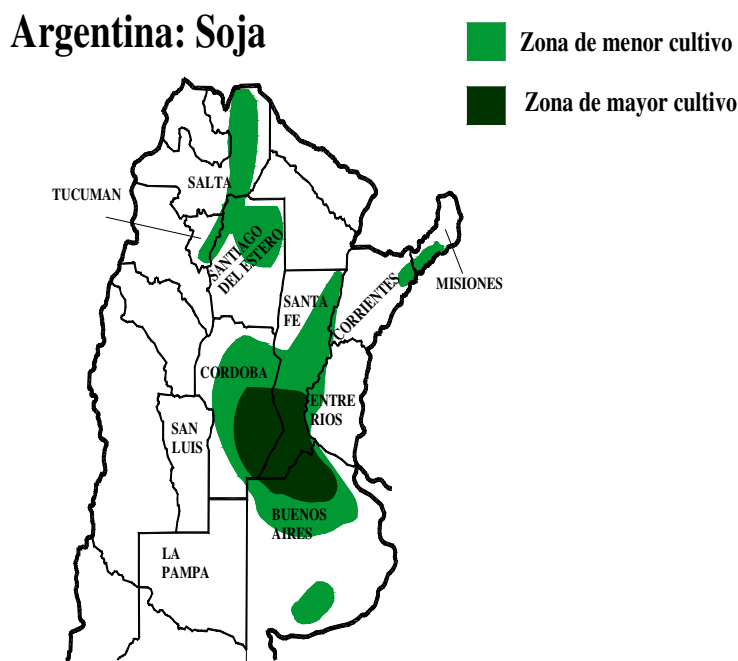 Argentina: Soja
Zona de menor cultivo
Zona de mayor cultivo
SALTA
TUCUMAN
SANTIAGO
DEL ESTERO
MISIONES
CORRIENTES
SANTA
FE
CORDOBA
ENTRE
RIOS
SAN
LUIS
BUENOS
AIRES
LA
PAMPA